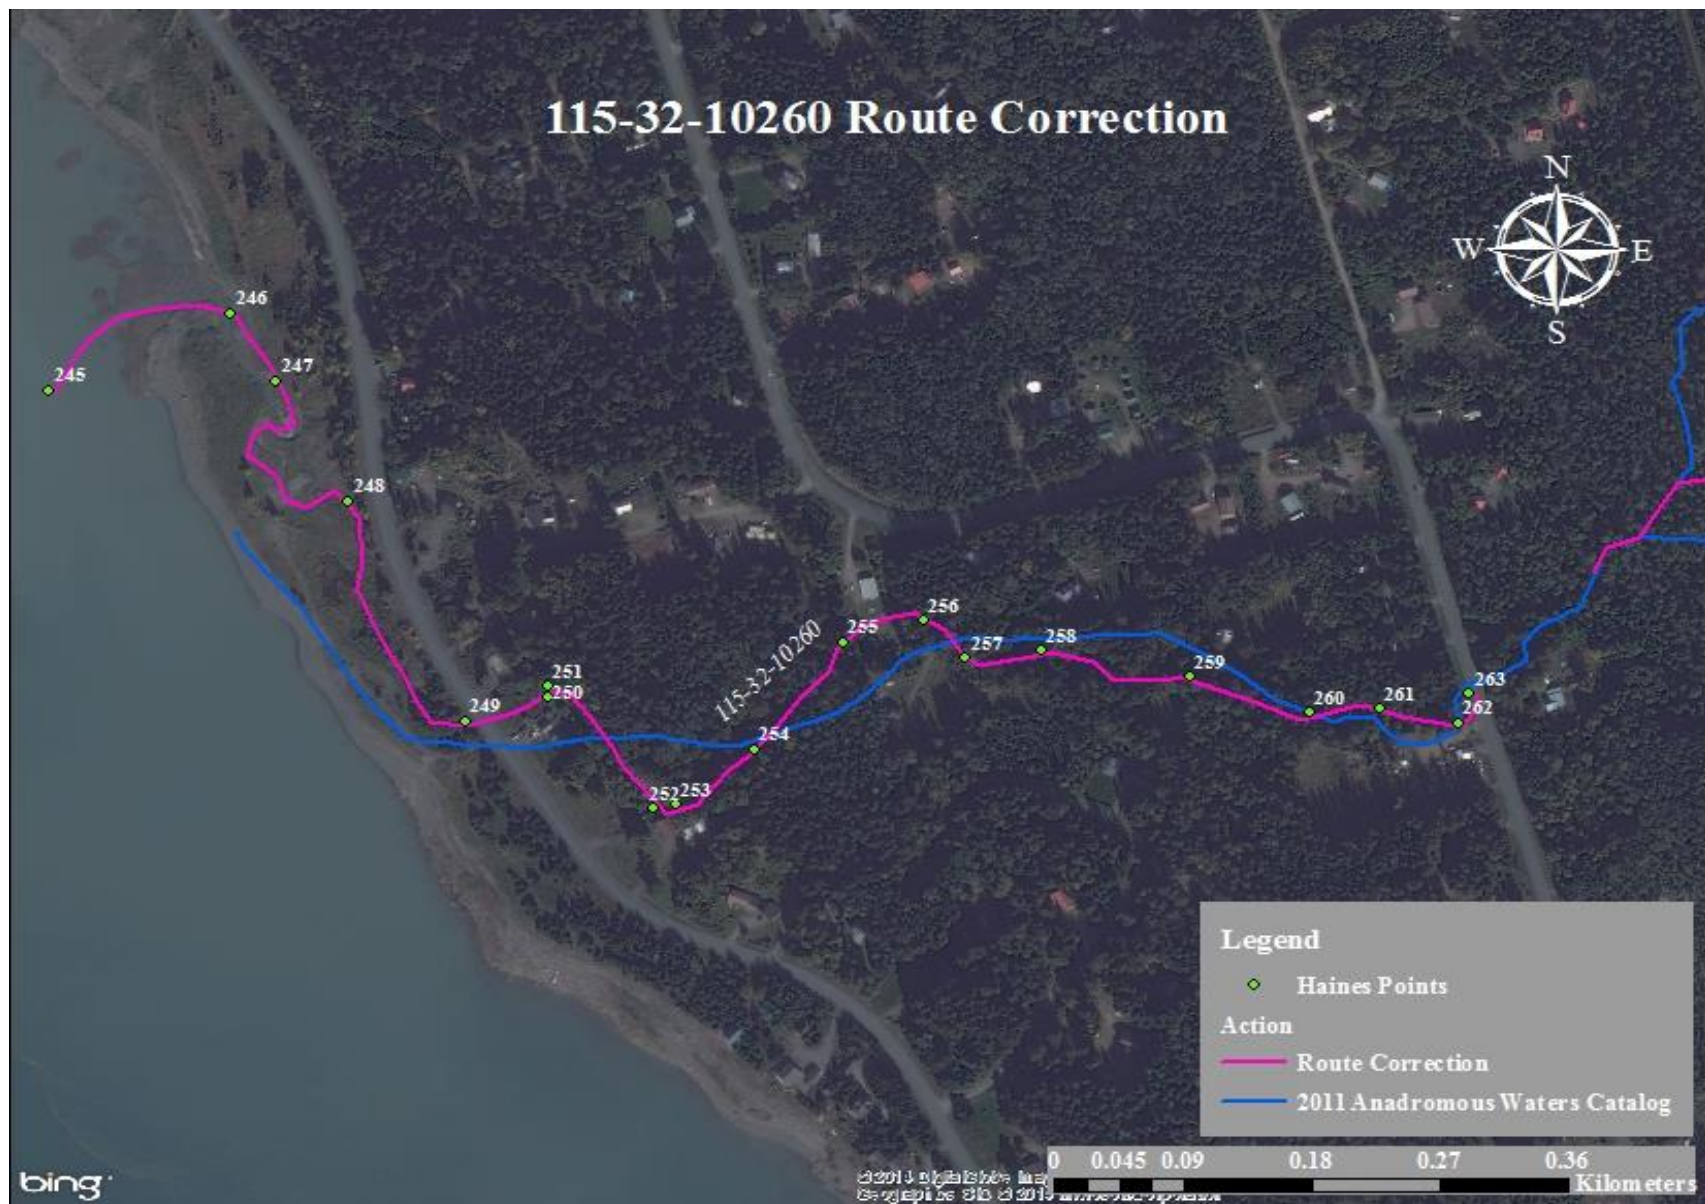 115-32-10260 Route Correction
N
W E
S
246
245
247
248
256
255
258
257
251
250
259
249
254
260
261
263
262
252
253
115-32-10260
Legend
Haines Points
Action
Route Correction
2011 Anadromous Waters Catalog
0 0.045 0.09 0.18 0.27 0.36
Kilometers
bing